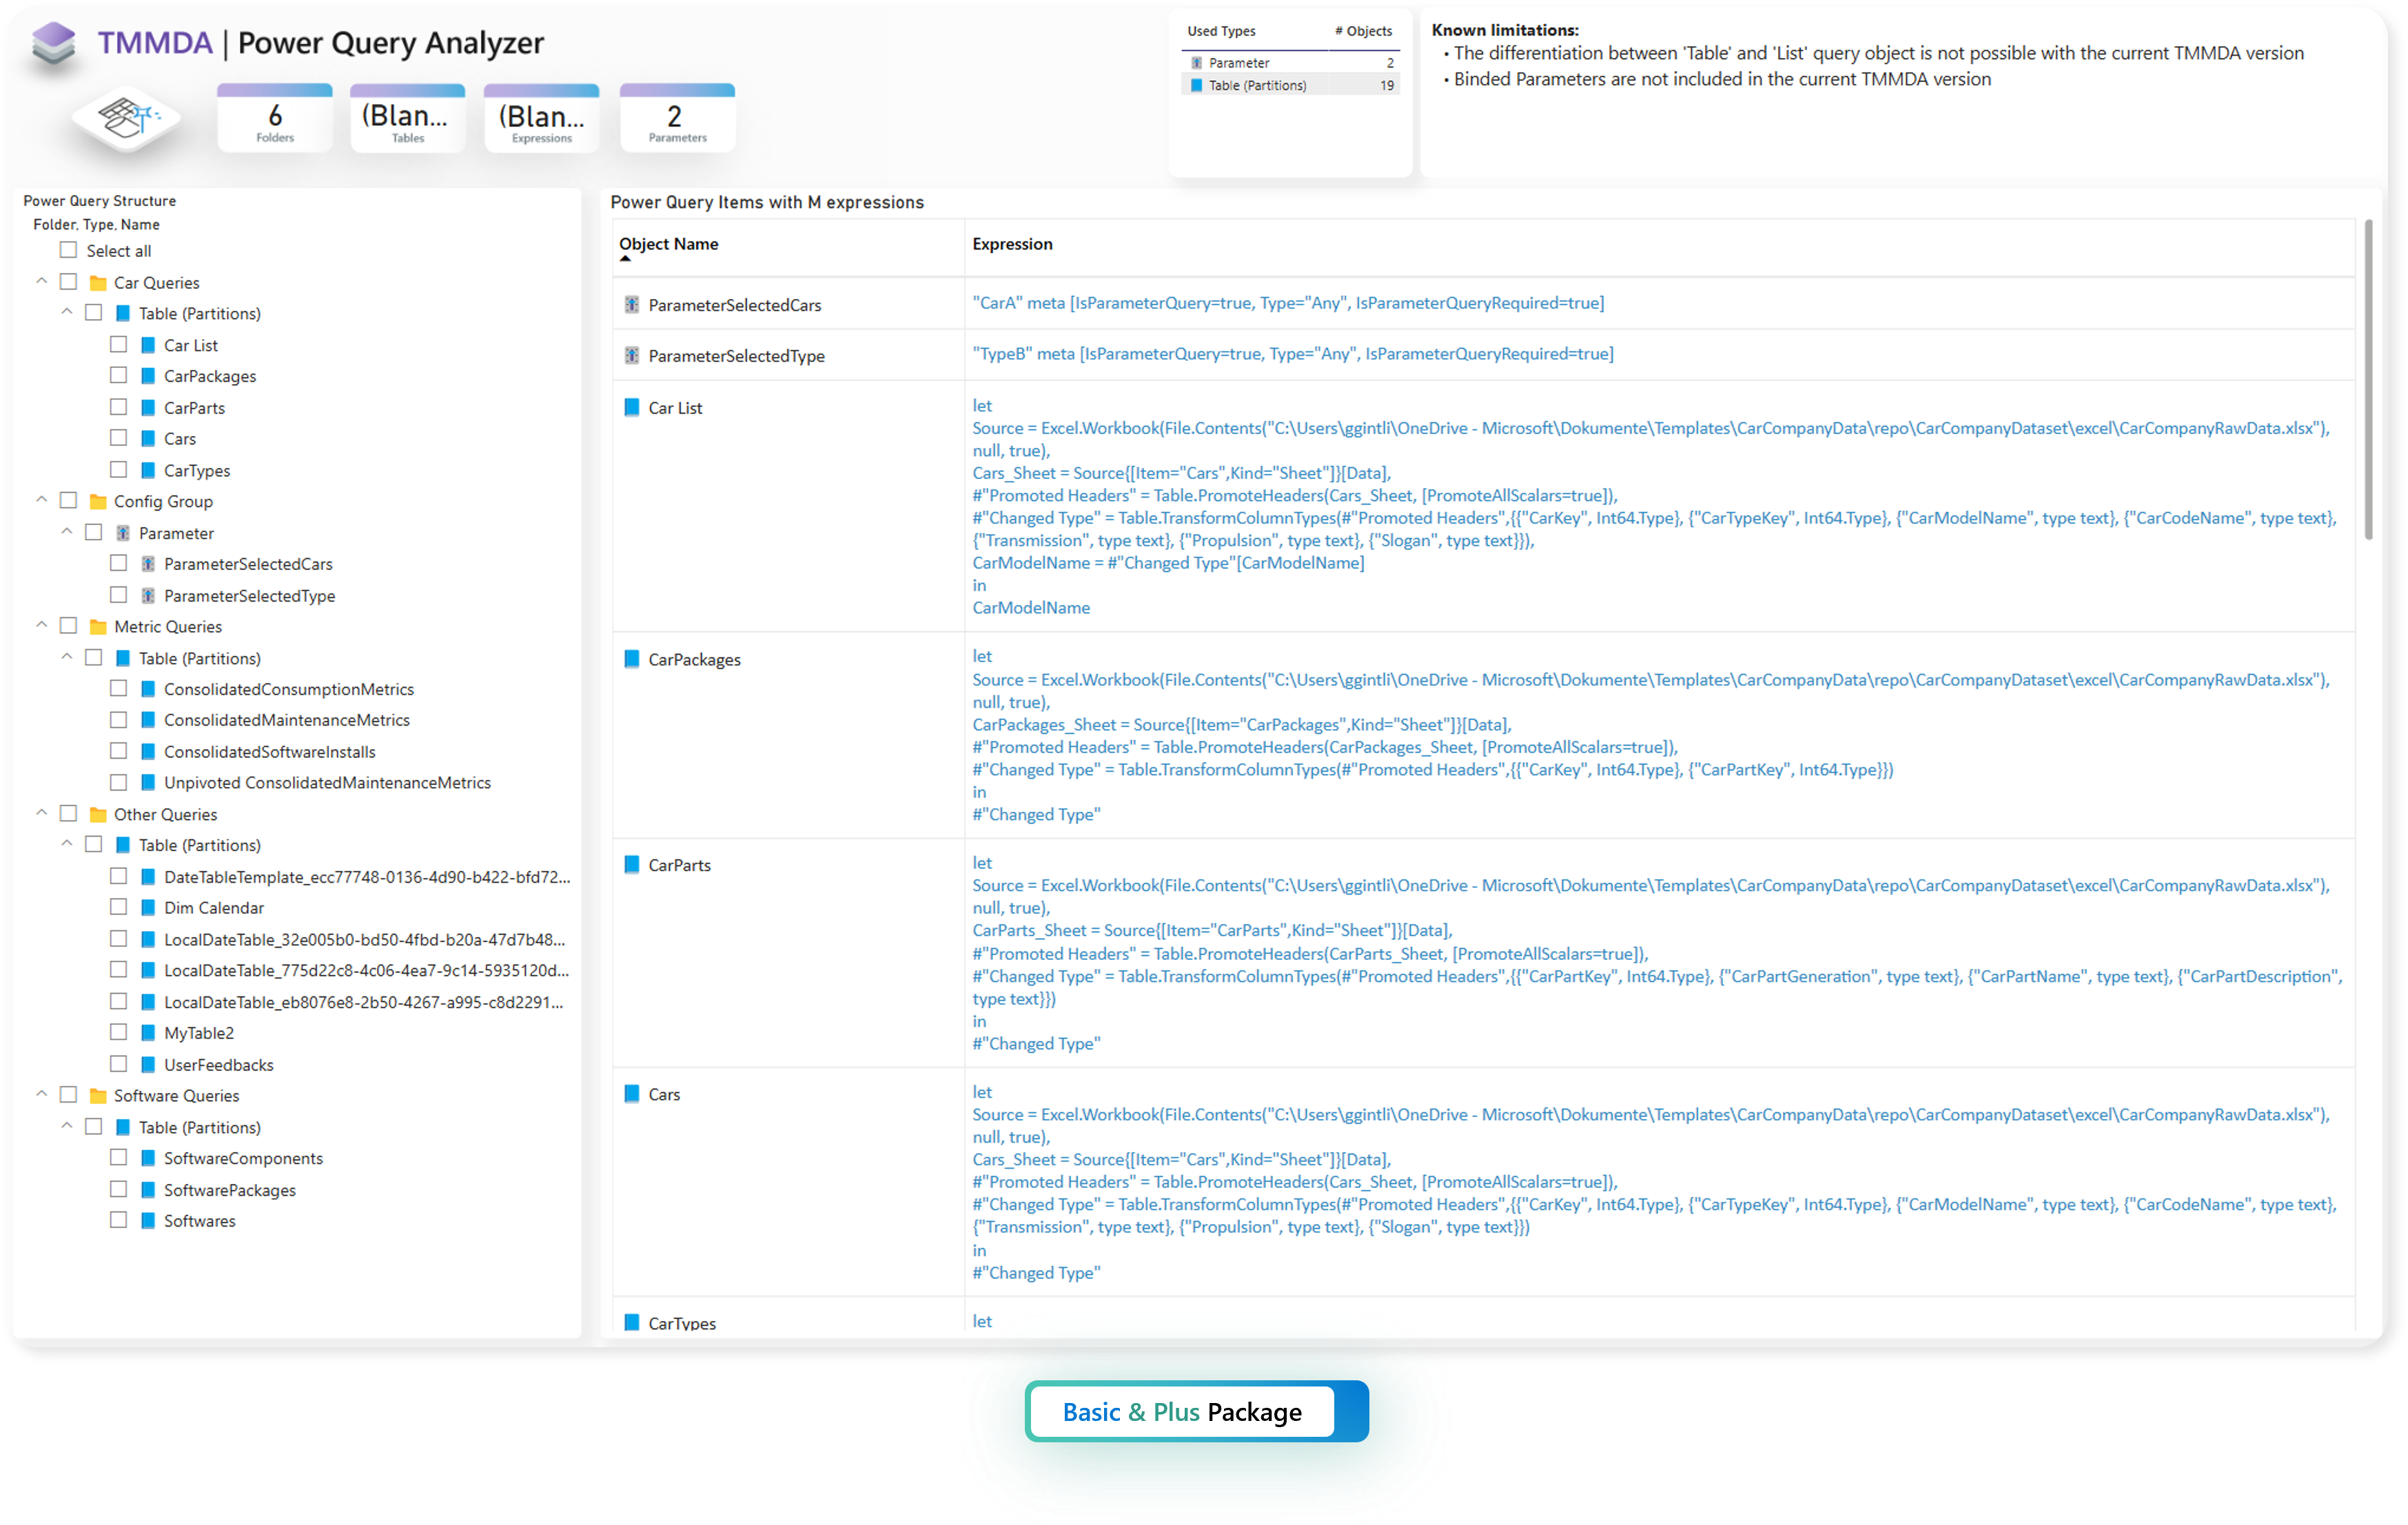 TMMDA | Power Query Analyzer
6
Folders
(Blan...
Tables
(Blan...
Expressions
2
Parameters
Used Types # Objects
Parameter 2
Table (Partitions) 19
Known limitations:
• The differentiation between 'Table' and 'List' query object is not possible with the current TMMDA version
• Binded Parameters are not included in the current TMMDA version
Power Query Structure
Folder, Type, Name
Select all
Car Queries
Table (Partitions)
Car List
CarPackages
CarParts
Cars
CarTypes
Config Group
Parameter
ParameterSelectedCars
ParameterSelectedType
Metric Queries
Table (Partitions)
ConsolidatedConsumptionMetrics
ConsolidatedMaintenanceMetrics
ConsolidatedSoftwareInstalls
Unpivoted ConsolidatedMaintenanceMetrics
Other Queries
Table (Partitions)
DateTableTemplate_ecc77748-0136-4d90-b422-bfd72...
Dim Calendar
LocalDateTable_32e005b0-bd50-4fbd-b20a-47d7b48...
LocalDateTable_775d22c8-4c06-4ea7-9c14-5935120d...
LocalDateTable_eb8076e8-2b50-4267-a995-c8d2291...
MyTable2
UserFeedbacks
Software Queries
Table (Partitions)
SoftwareComponents
SoftwarePackages
Softwares
Power Query Items with M expressions
Object Name Expression
ParameterSelectedCars "CarA" meta [IsParameterQuery=true, Type="Any", IsParameterQueryRequired=true]
ParameterSelectedType "TypeB" meta [IsParameterQuery=true, Type="Any", IsParameterQueryRequired=true]
Car List let
Source = Excel.Workbook(File.Contents("C:\Users\ggintli\OneDrive - Microsoft\Dokumente\Templates\CarCompanyData\repo\CarCompanyDataset\excel\CarCompanyRawData.xlsx"),
null, true),
Cars_Sheet = Source{[Item="Cars",Kind="Sheet"]}[Data],
#"Promoted Headers" = Table.PromoteHeaders(Cars_Sheet, [PromoteAllScalars=true]),
#"Changed Type" = Table.TransformColumnTypes(#"Promoted Headers",{{"CarKey", Int64.Type}, {"CarTypeKey", Int64.Type}, {"CarModelName", type text}, {"CarCodeName", type text},
{"Transmission", type text}, {"Propulsion", type text}, {"Slogan", type text}}),
CarModelName = #"Changed Type"[CarModelName]
in
CarModelName
CarPackages let
Source = Excel.Workbook(File.Contents("C:\Users\ggintli\OneDrive - Microsoft\Dokumente\Templates\CarCompanyData\repo\CarCompanyDataset\excel\CarCompanyRawData.xlsx"),
null, true),
CarPackages_Sheet = Source{[Item="CarPackages",Kind="Sheet"]}[Data],
#"Promoted Headers" = Table.PromoteHeaders(CarPackages_Sheet, [PromoteAllScalars=true]),
#"Changed Type" = Table.TransformColumnTypes(#"Promoted Headers",{{"CarKey", Int64.Type}, {"CarPartKey", Int64.Type}})
in
#"Changed Type"
CarParts let
Source = Excel.Workbook(File.Contents("C:\Users\ggintli\OneDrive - Microsoft\Dokumente\Templates\CarCompanyData\repo\CarCompanyDataset\excel\CarCompanyRawData.xlsx"),
null, true),
CarParts_Sheet = Source{[Item="CarParts",Kind="Sheet"]}[Data],
#"Promoted Headers" = Table.PromoteHeaders(CarParts_Sheet, [PromoteAllScalars=true]),
#"Changed Type" = Table.TransformColumnTypes(#"Promoted Headers",{{"CarPartKey", Int64.Type}, {"CarPartGeneration", type text}, {"CarPartName", type text}, {"CarPartDescription",
type text}})
in
#"Changed Type"
Cars let
Source = Excel.Workbook(File.Contents("C:\Users\ggintli\OneDrive - Microsoft\Dokumente\Templates\CarCompanyData\repo\CarCompanyDataset\excel\CarCompanyRawData.xlsx"),
null, true),
Cars_Sheet = Source{[Item="Cars",Kind="Sheet"]}[Data],
#"Promoted Headers" = Table.PromoteHeaders(Cars_Sheet, [PromoteAllScalars=true]),
#"Changed Type" = Table.TransformColumnTypes(#"Promoted Headers",{{"CarKey", Int64.Type}, {"CarTypeKey", Int64.Type}, {"CarModelName", type text}, {"CarCodeName", type text},
{"Transmission", type text}, {"Propulsion", type text}, {"Slogan", type text}})
in
#"Changed Type"
CarTypes let
Basic & Plus Package